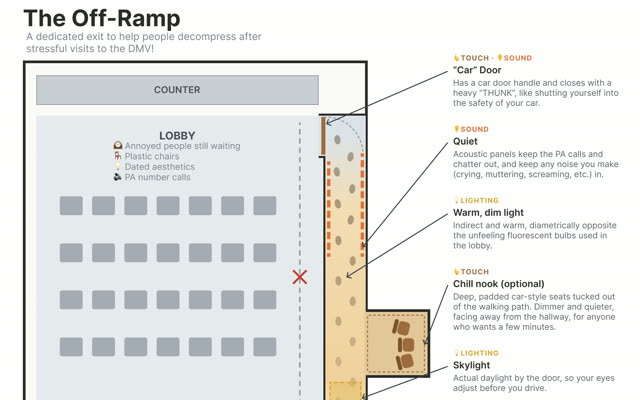 The Off-Ramp
A dedicated exit to help people decompress after
stressful visits to the DMV!
COUNTER
LOBBY
Annoyed people still waiting
Plastic chairs
Dated aesthetics
PA number calls
TOUCH · SOUND
“Car” Door
Has a car door handle and closes with a
heavy "THUNK", like shutting yourself into
the safety of your car.
SOUND
Quiet
Acoustic panels keep the PA calls and
chatter out, and keep any noise you make
(crying, muttering, screaming, etc.) in.
LIGHTING
Warm, dim light
Indirect and warm, diametrically opposite
the unfeeling fluorescent bulbs used in
the lobby.
TOUCH
Chill nook (optional)
Deep, padded car-style seats tucked out
of the walking path. Dimmer and quieter,
facing away from the hallway, for anyone
who wants a few minutes.
LIGHTING
Skylight
Actual daylight by the door, so your eyes
adjust before you drive.